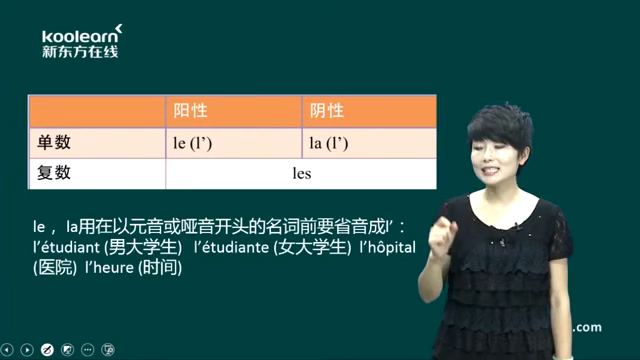 koolearn
新东方在线
阳性 阴性
单数 le (l’) la (l’)
复数 les
le， la用在以元音或哑音开头的名词前要省音成l’：
l’étudiant (男大学生) l’étudiante (女大学生) l’hôpital
(医院) l’heure (时间)
.com